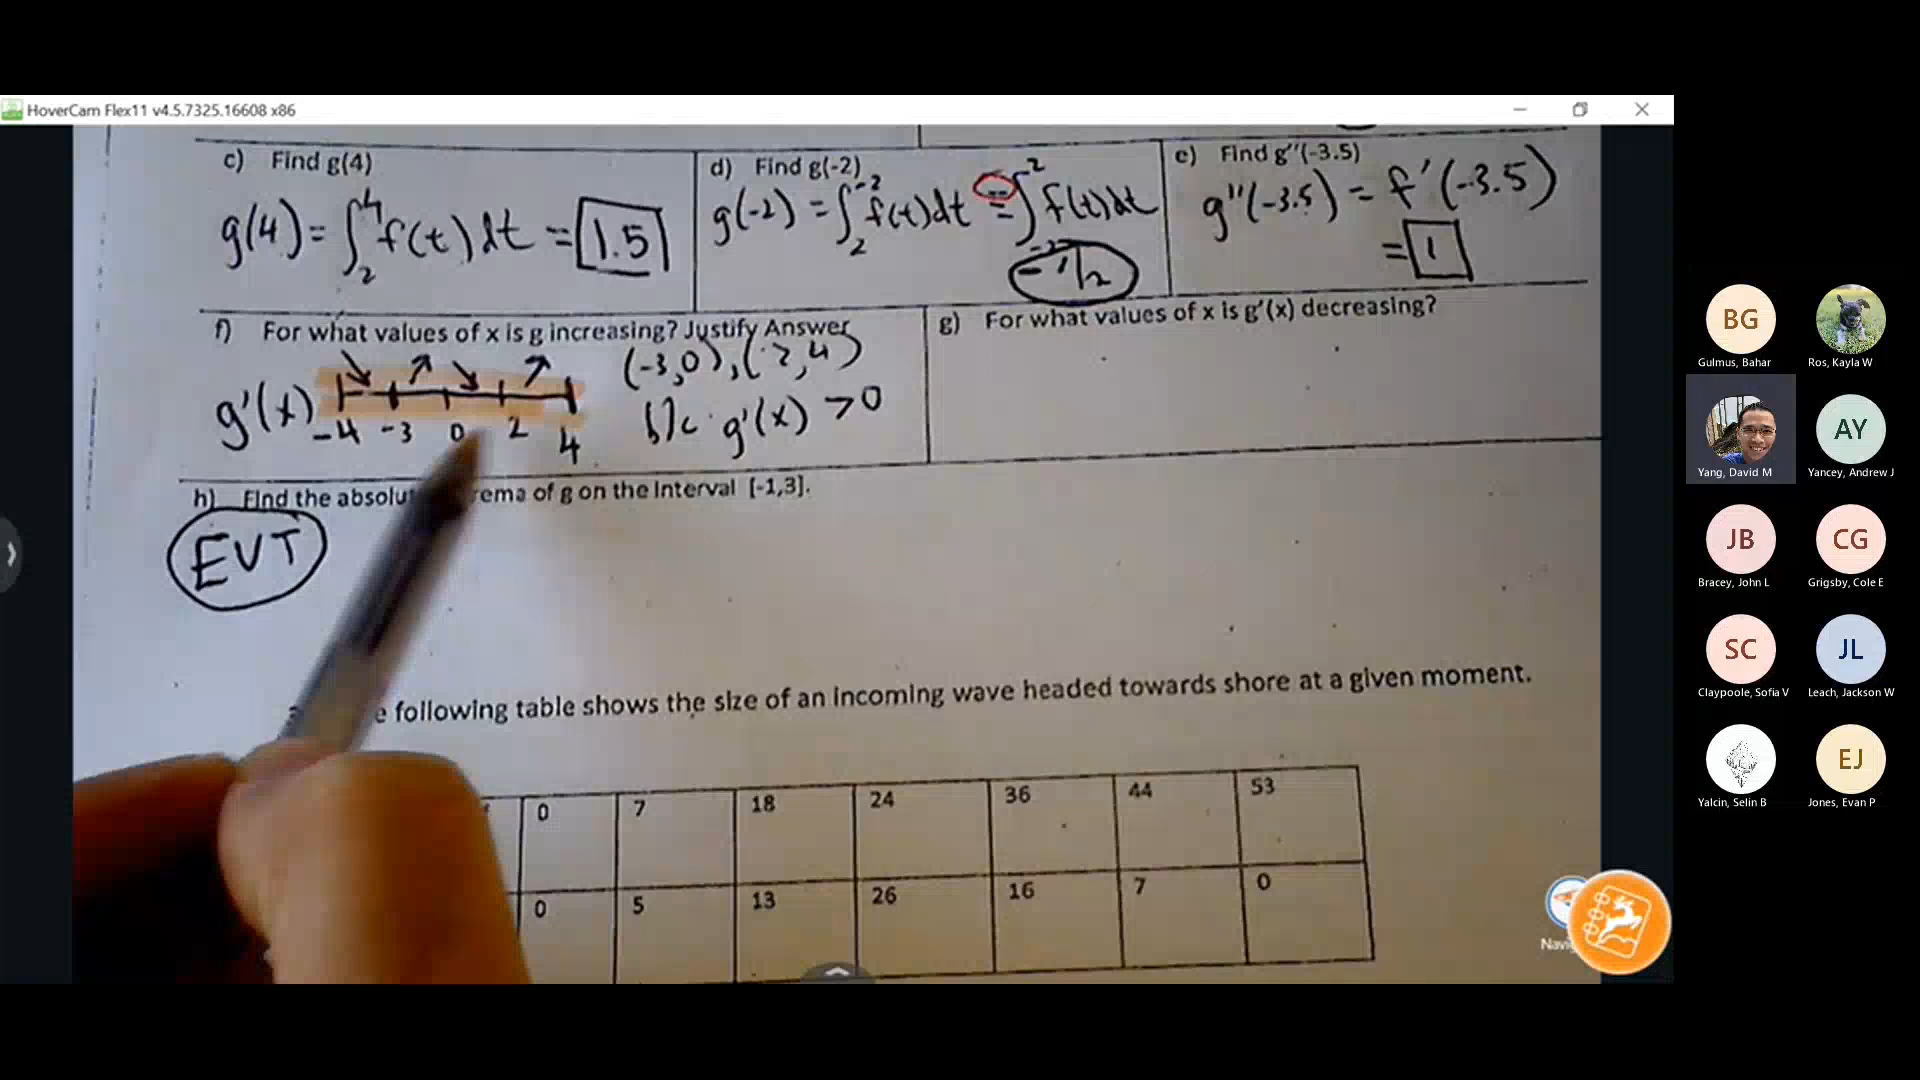 HoverCam Flex11 v4.5.7325.16608 x86
c) Find g(4)
g(4) = ∫₂⁴ f(t) dt = 1.5
d) Find g(-2)
g(-2) = ∫₂⁻² f(t) dt = -∫₋₂² f(t) dt
-1/2
e) Find g''(-3.5)
g''(-3.5) = f'(-3.5)
= 1
f) For what values of x is g increasing? Justify Answer
g'(x)
-4 -3 0 2 4
(-3,0), (2,4)
b/c g'(x) > 0
g) For what values of x is g'(x) decreasing?
h) Find the of g on the interval [-1,3].
EVT
following table shows the size of an incoming wave headed towards shore at a given moment.
0 7 18 24 36 44 53
0 5 13 26 16 7 0
BG
Gulmus, Bahar
Ros, Kayla W
Yang, David M
AY
Yancey, Andrew J
JB
Bracey, John L
CG
Grigsby, Cole E
SC
Claypoole, Sofia V
JL
Leach, Jackson W
Yalcin, Selin B
EJ
Jones, Evan P